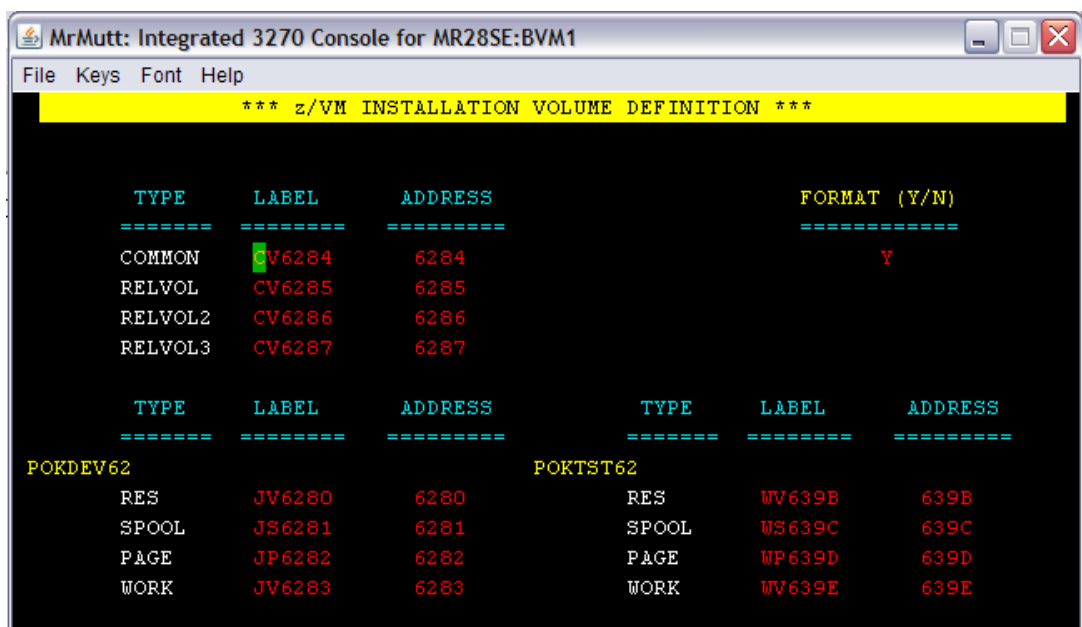 MrMutt: Integrated 3270 Console for MR28SE:BVM1
File Keys Font Help
*** z/VM INSTALLATION VOLUME DEFINITION ***
TYPE LABEL ADDRESS FORMAT (Y/N)
======= ======== ========= ============
COMMON CV6284 6284 Y
RELVOL CV6285 6285
RELVOL2 CV6286 6286
RELVOL3 CV6287 6287
TYPE LABEL ADDRESS TYPE LABEL ADDRESS
======= ======== ========= ======= ======== =========
POKDEV62 POKTST62
RES JV6280 6280 RES WV639B 639B
SPOOL JS6281 6281 SPOOL WS639C 639C
PAGE JP6282 6282 PAGE WP639D 639D
WORK JV6283 6283 WORK WV639E 639E